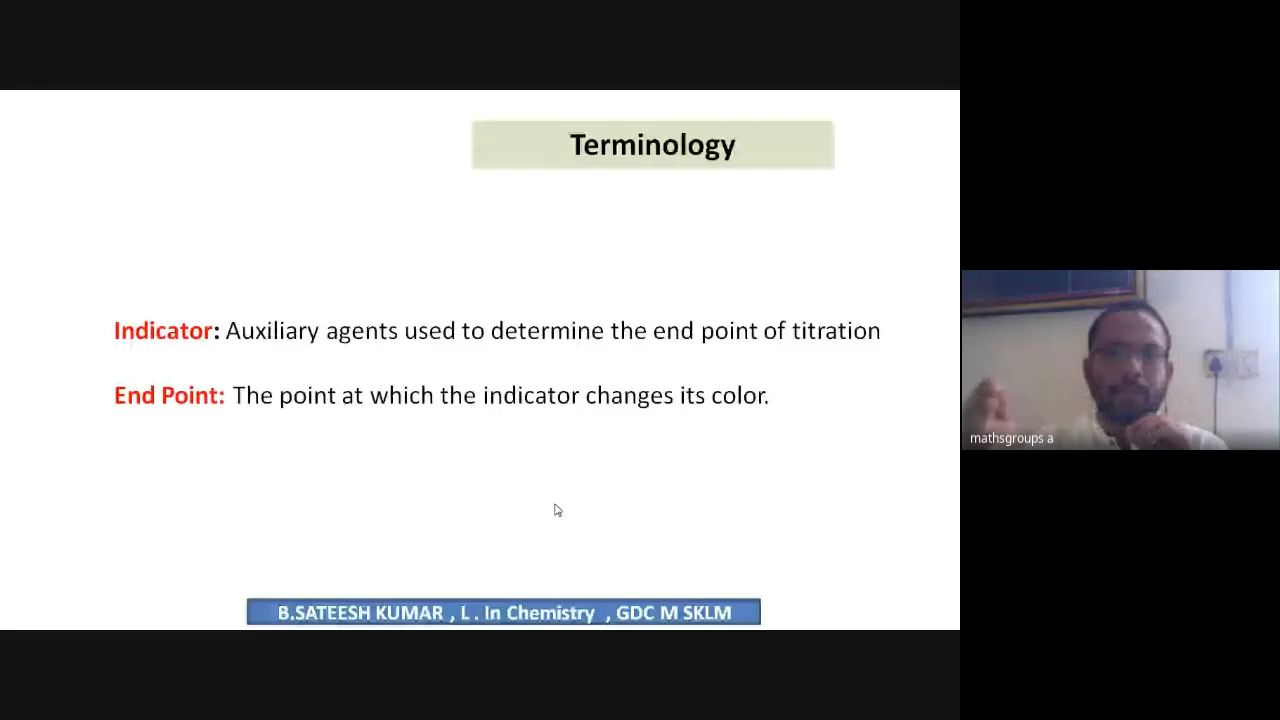 Terminology
Indicator: Auxiliary agents used to determine the end point of titration
End Point: The point at which the indicator changes its color.
mathsgroups a
B.SATEESH KUMAR , L . In Chemistry , GDC M SKLM